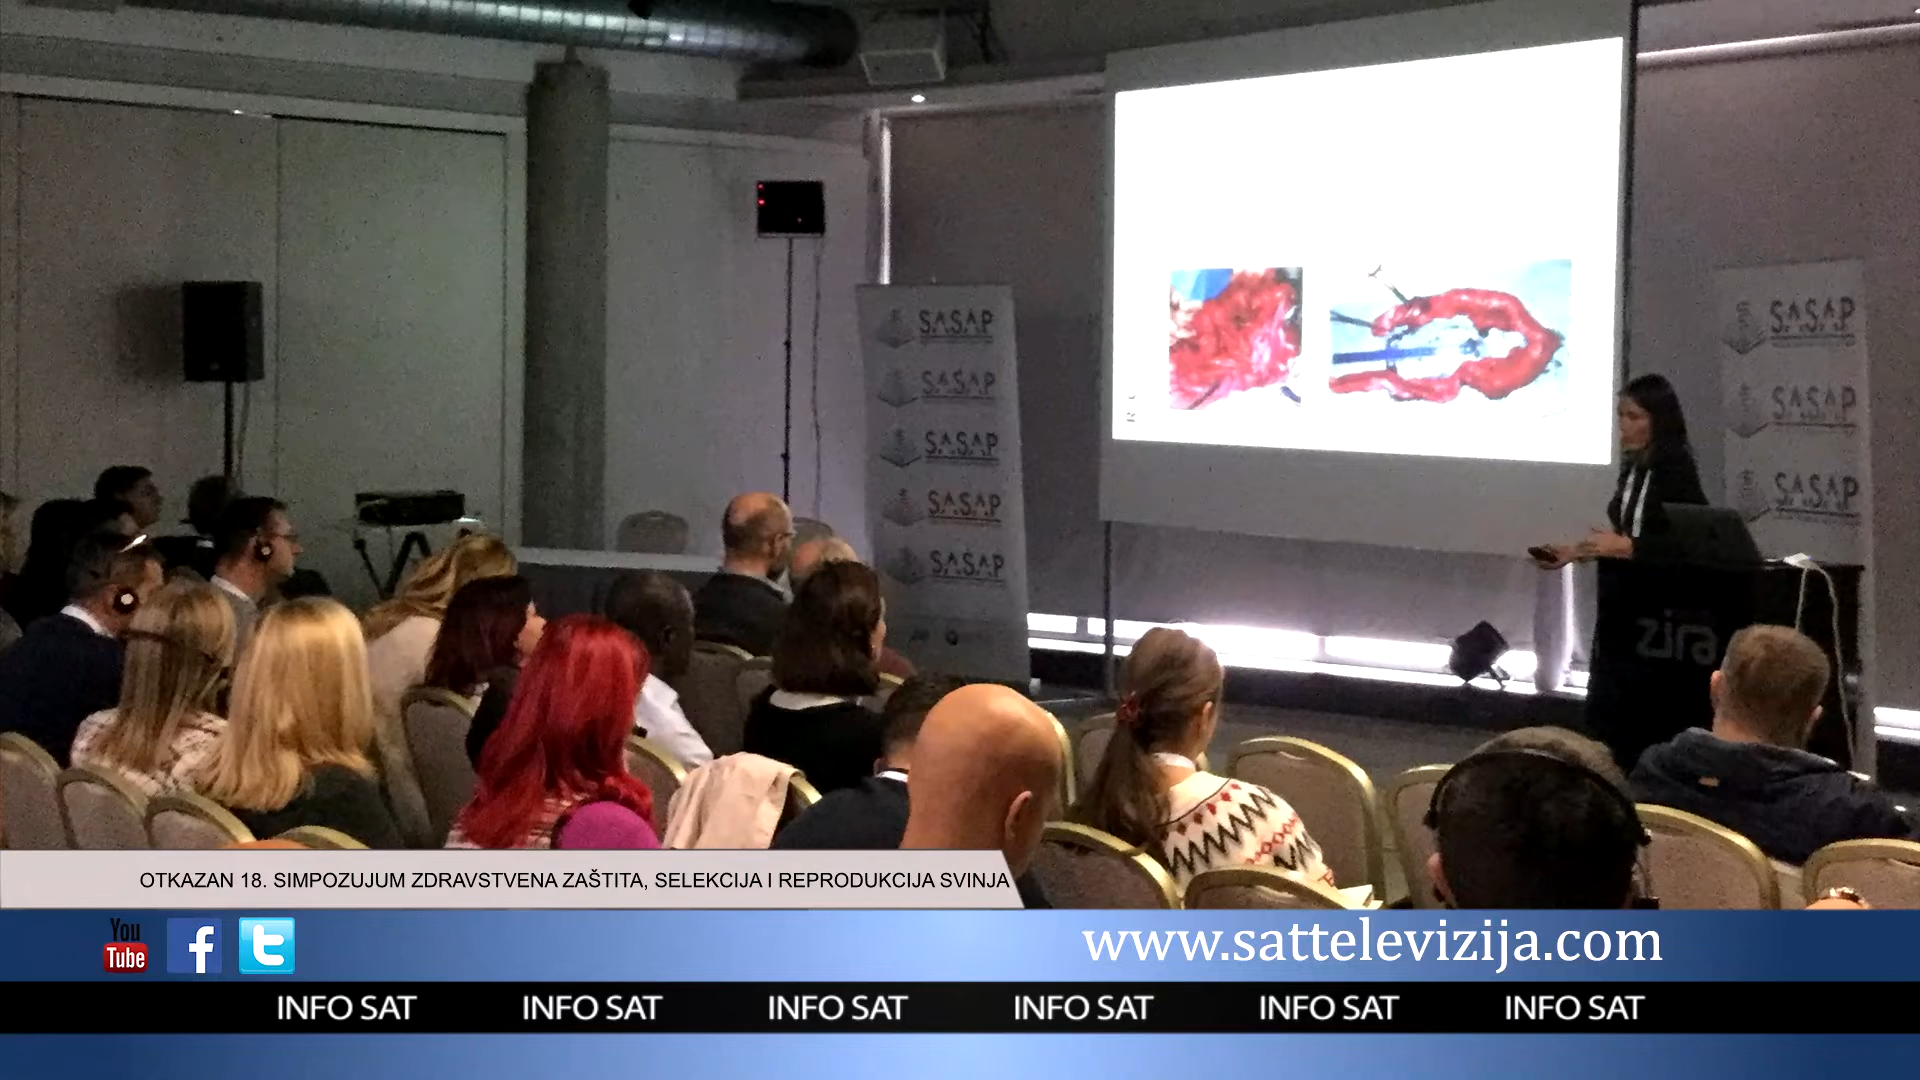 S.A.S.A.P
S.A.S.A.P
S.A.S.A.P
S.A.S.A.P
S.A.S.A.P
S.A.S.A.P
S.A.S.A.P
S.A.S.A.P
zira
OTKAZAN 18. SIMPOZUJUM ZDRAVSTVENA ZAŠTITA, SELEKCIJA I REPRODUKCIJA SVINJA
You
Tube
www.sattelevizija.com
INFO SAT INFO SAT INFO SAT INFO SAT INFO SAT INFO SAT